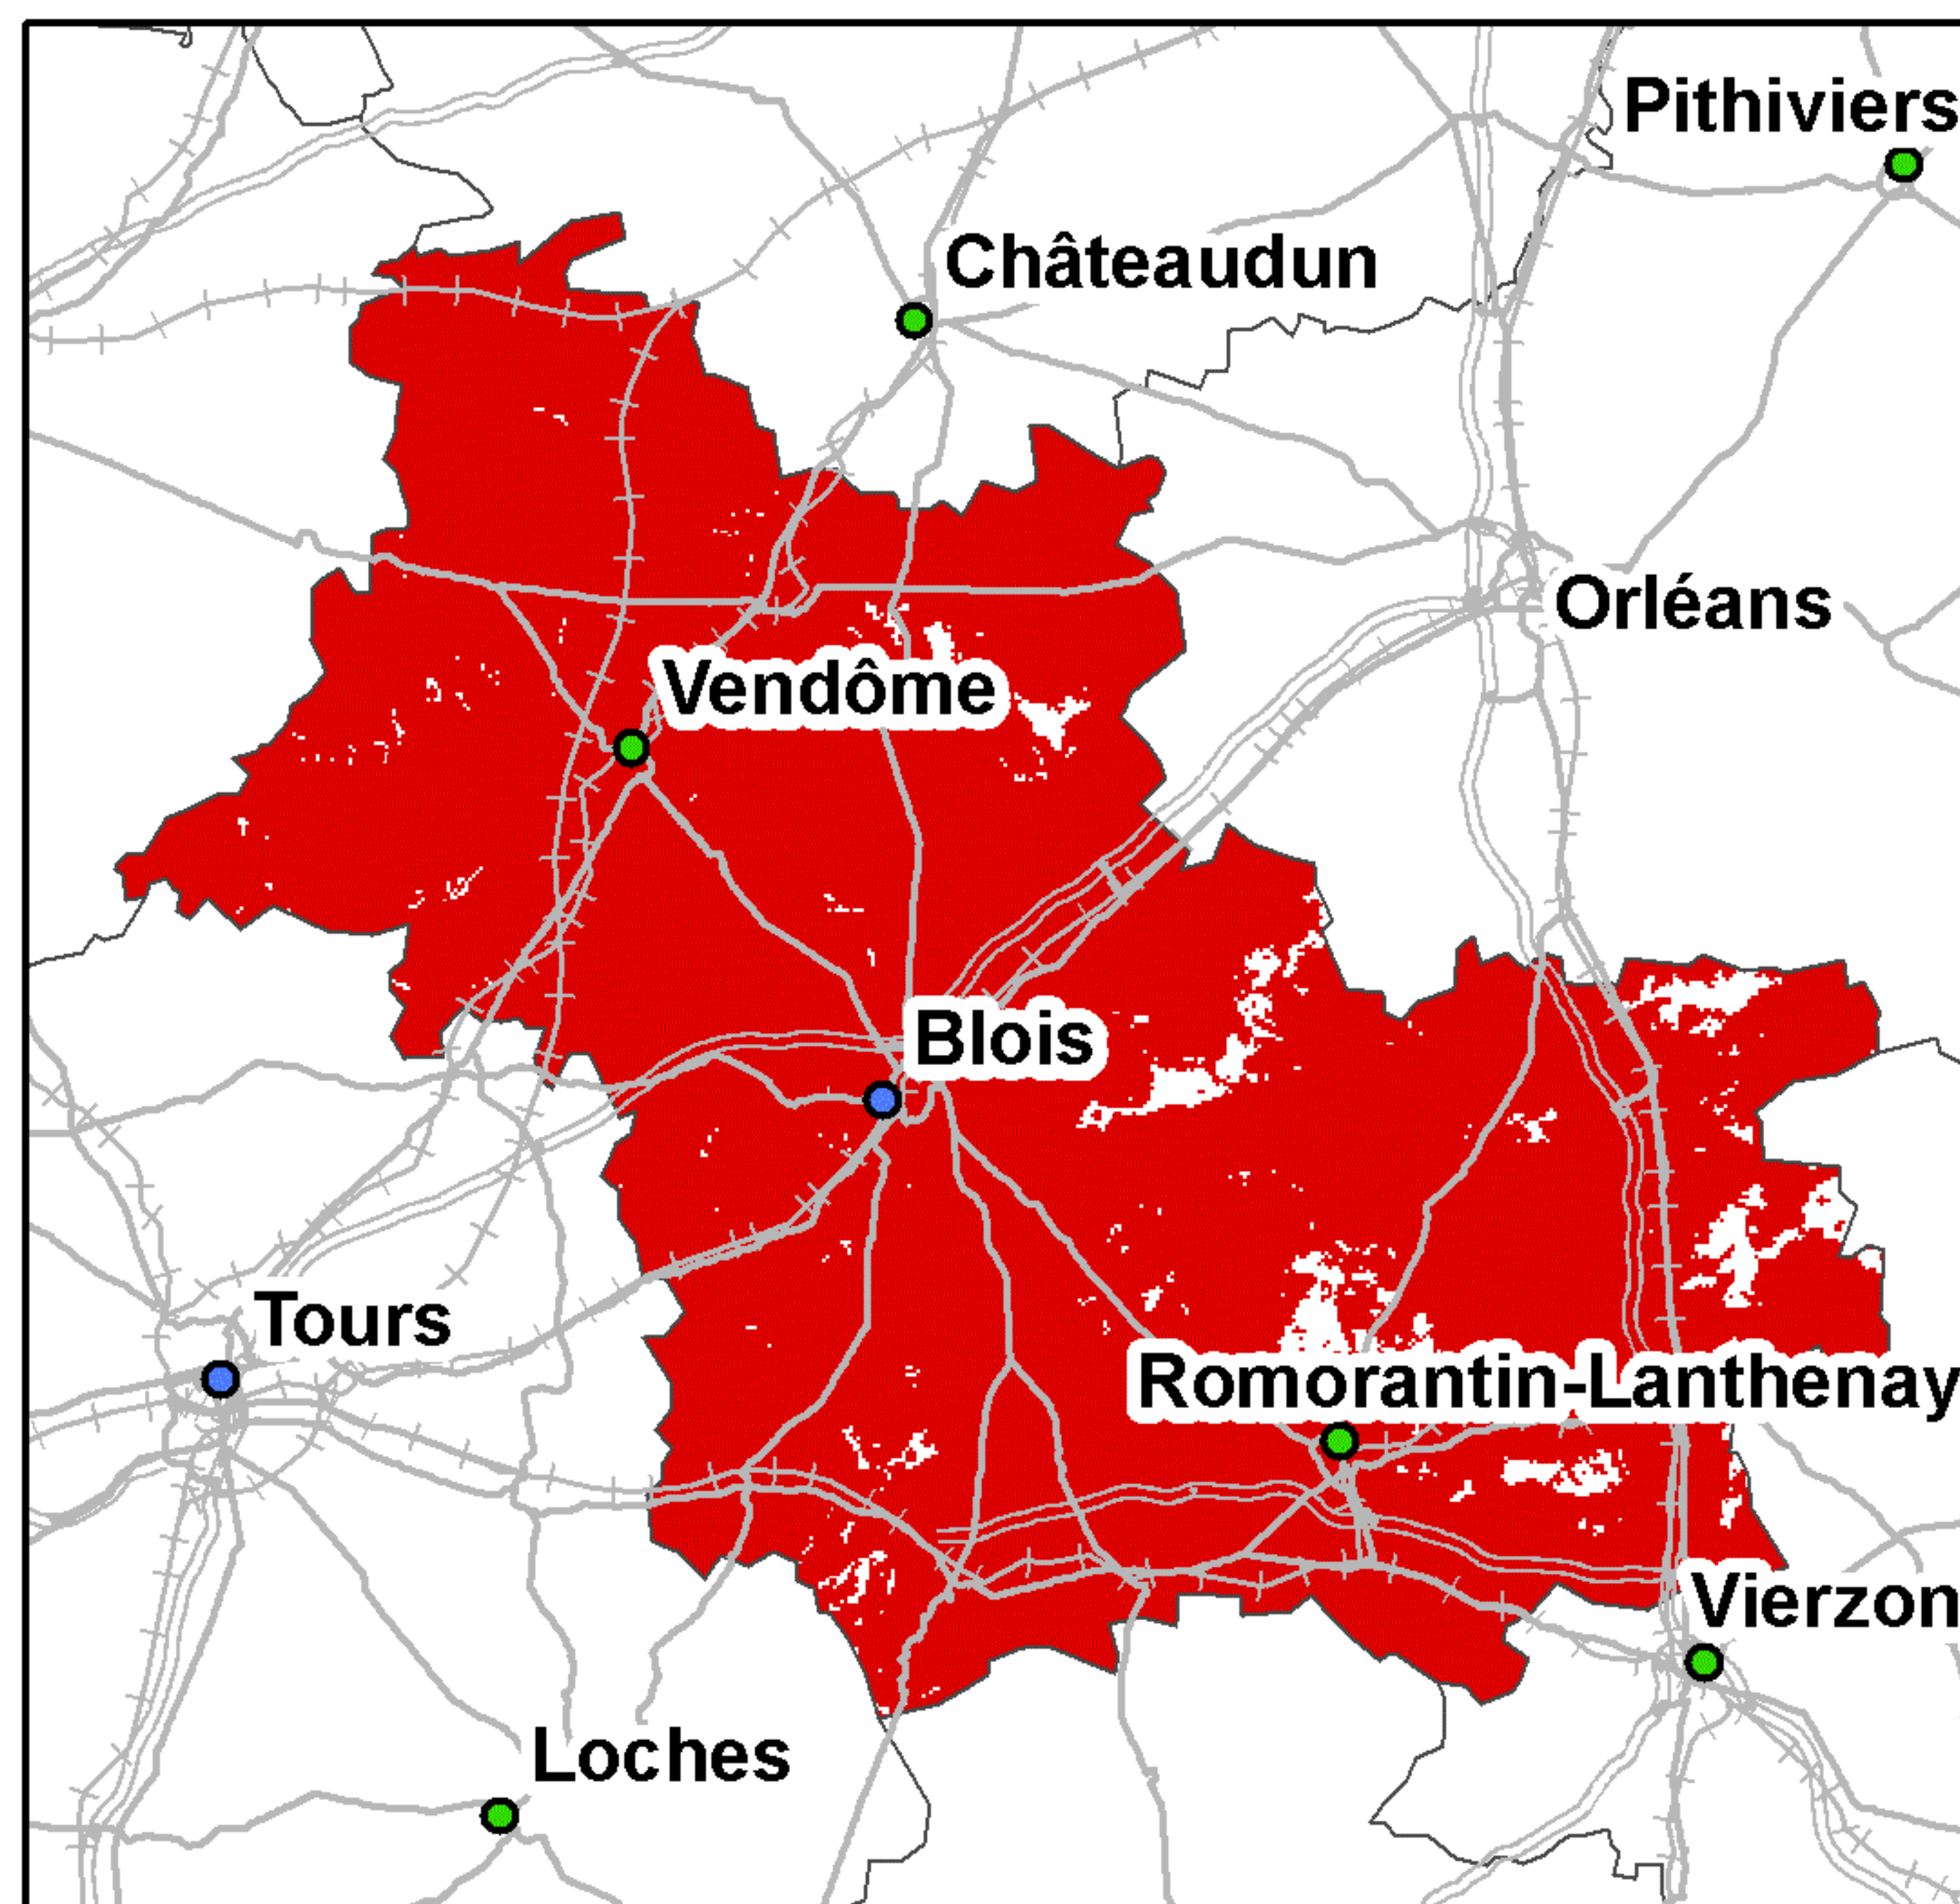 Pithiviers
Châteaudun
Orléans
Vendôme
Blois
Tours
Romorantin-Lanthenay
Vierzon
Loches